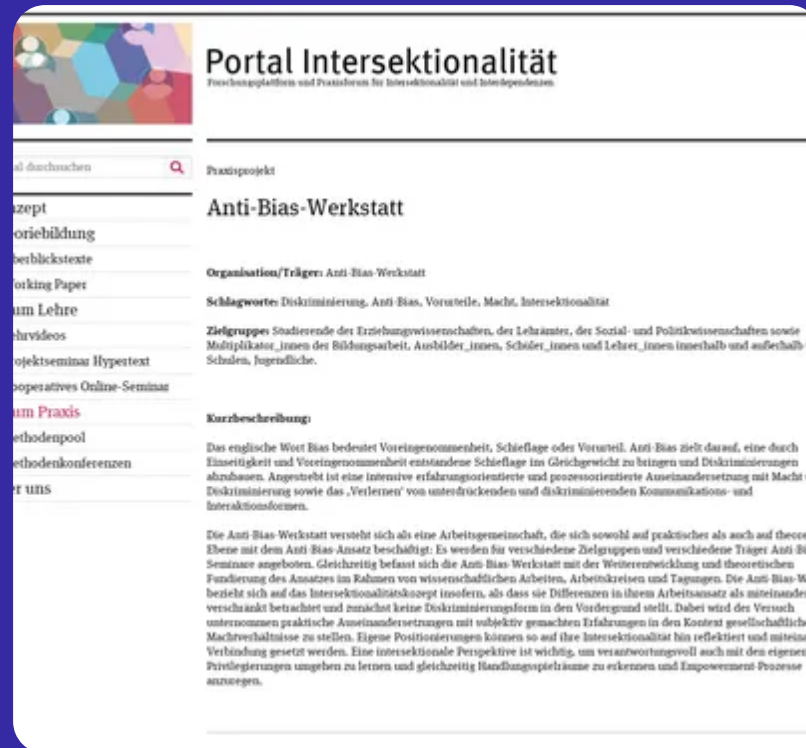 Portal Intersektionalität
Forschungsplattform und Praxisforum für Intersektionalität und Interdependenzen
al durchsuchen
Praxisprojekt
zept
oriebildung
berblickstexte
orking Paper
um Lehre
ehrvideos
ojektseminar Hypertext
ooperatives Online-Seminar
um Praxis
ethodenpool
ethodenkonferenzen
r uns
Anti-Bias-Werkstatt
Organisation/Träger: Anti-Bias-Werkstatt
Schlagworte: Diskriminierung, Anti-Bias, Vorurteile, Macht, Intersektionalität
Zielgruppe: Studierende der Erziehungswissenschaften, der Lehrämter, der Sozial- und Politikwissenschaften sowie
Multiplikator_innen der Bildungsarbeit, Ausbilder_innen, Schüler_innen und Lehrer_innen innerhalb und außerhalb
Schulen, Jugendliche.
Kurzbeschreibung:
Das englische Wort Bias bedeutet Voreingenommenheit, Schieflage oder Vorurteil. Anti-Bias zielt darauf, eine durch
Einseitigkeit und Voreingenommenheit entstandene Schieflage ins Gleichgewicht zu bringen und Diskriminierungen
abzubauen. Angestrebt ist eine intensive erfahrungsorientierte und prozessorientierte Auseinandersetzung mit Macht
Diskriminierung sowie das „Verlernen' von unterdrückenden und diskriminierenden Kommunikations- und
Interaktionsformen.
Die Anti-Bias-Werkstatt versteht sich als eine Arbeitsgemeinschaft, die sich sowohl auf praktischer als auch auf theore
Ebene mit dem Anti-Bias-Ansatz beschäftigt: Es werden für verschiedene Zielgruppen und verschiedene Träger Anti-Bi
Seminare angeboten. Gleichzeitig befasst sich die Anti-Bias-Werkstatt mit der Weiterentwicklung und theoretischen
Fundierung des Ansatzes im Rahmen von wissenschaftlichen Arbeiten, Arbeitskreisen und Tagungen. Die Anti-Bias-W
bezieht sich auf das Intersektionalitätskozept insofern, als dass sie Differenzen in ihrem Arbeitsansatz als miteinander
verschränkt betrachtet und zunächst keine Diskriminierungsform in den Vordergrund stellt. Dabei wird der Versuch
unternommen praktische Auseinandersetzungen mit subjektiv gemachten Erfahrungen in den Kontext gesellschaftliche
Machtverhältnisse zu stellen. Eigene Positionierungen können so auf ihre Intersektionalität hin reflektiert und miteina
Verbindung gesetzt werden. Eine intersektionale Perspektive ist wichtig, um verantwortungsvoll auch mit den eigenen
Privilegierungen umgehen zu lernen und gleichzeitig Handlungsspielräume zu erkennen und Empowerment-Prozesse
anzuregen.